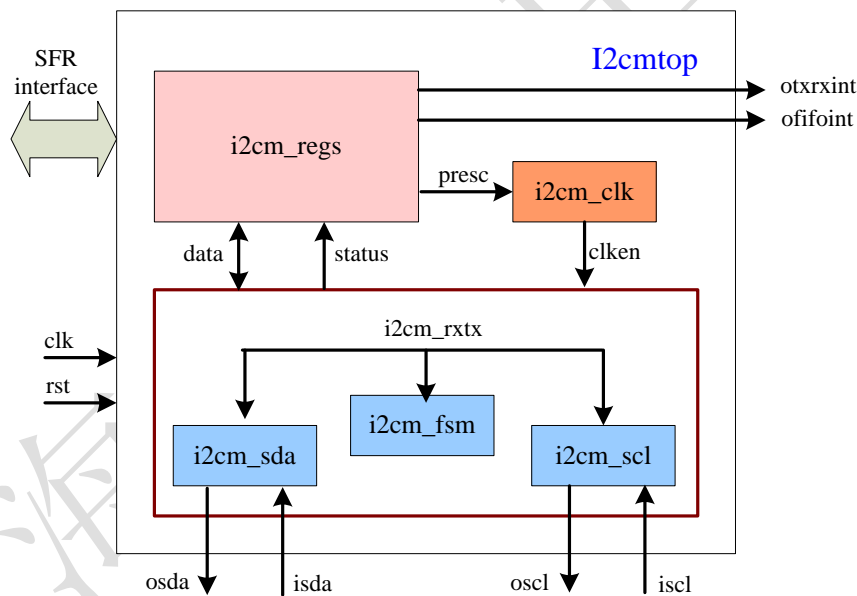 SFR
interface
I2cmtop
otxrxint
ofifoint
i2cm_regs
presc
i2cm_clk
data
status
clken
clk
rst
i2cm_rxtx
i2cm_fsm
i2cm_sda
i2cm_scl
osda
isda
oscl
iscl
海